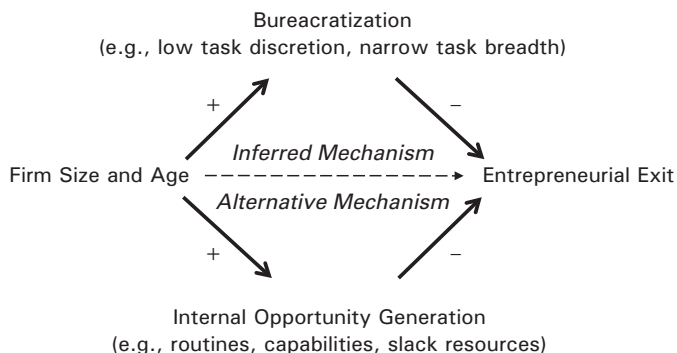 Bureacratization
(e.g., low task discretion, narrow task breadth)
+ −
Inferred Mechanism
Firm Size and Age Entrepreneurial Exit
Alternative Mechanism
+ −
Internal Opportunity Generation
(e.g., routines, capabilities, slack resources)